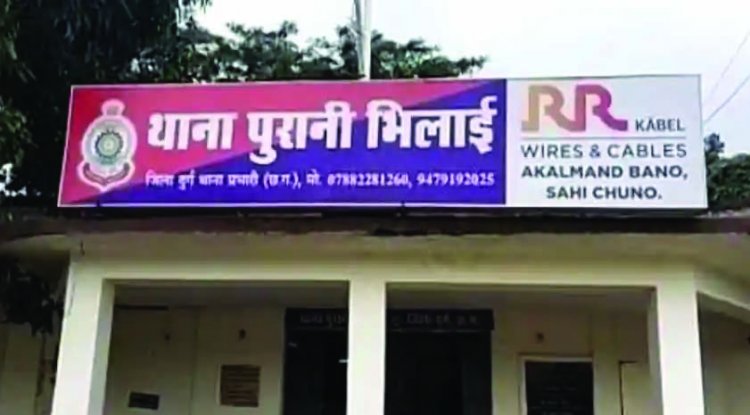 थाना पुरानी भिलाई
जिला दुर्ग थाना प्रभारी (छ.ग.), मो. 07882281260, 9479192025
RR KABEL
WIRES & CABLES
AKALMAND BANO,
SAHI CHUNO.
थाना पुरानी